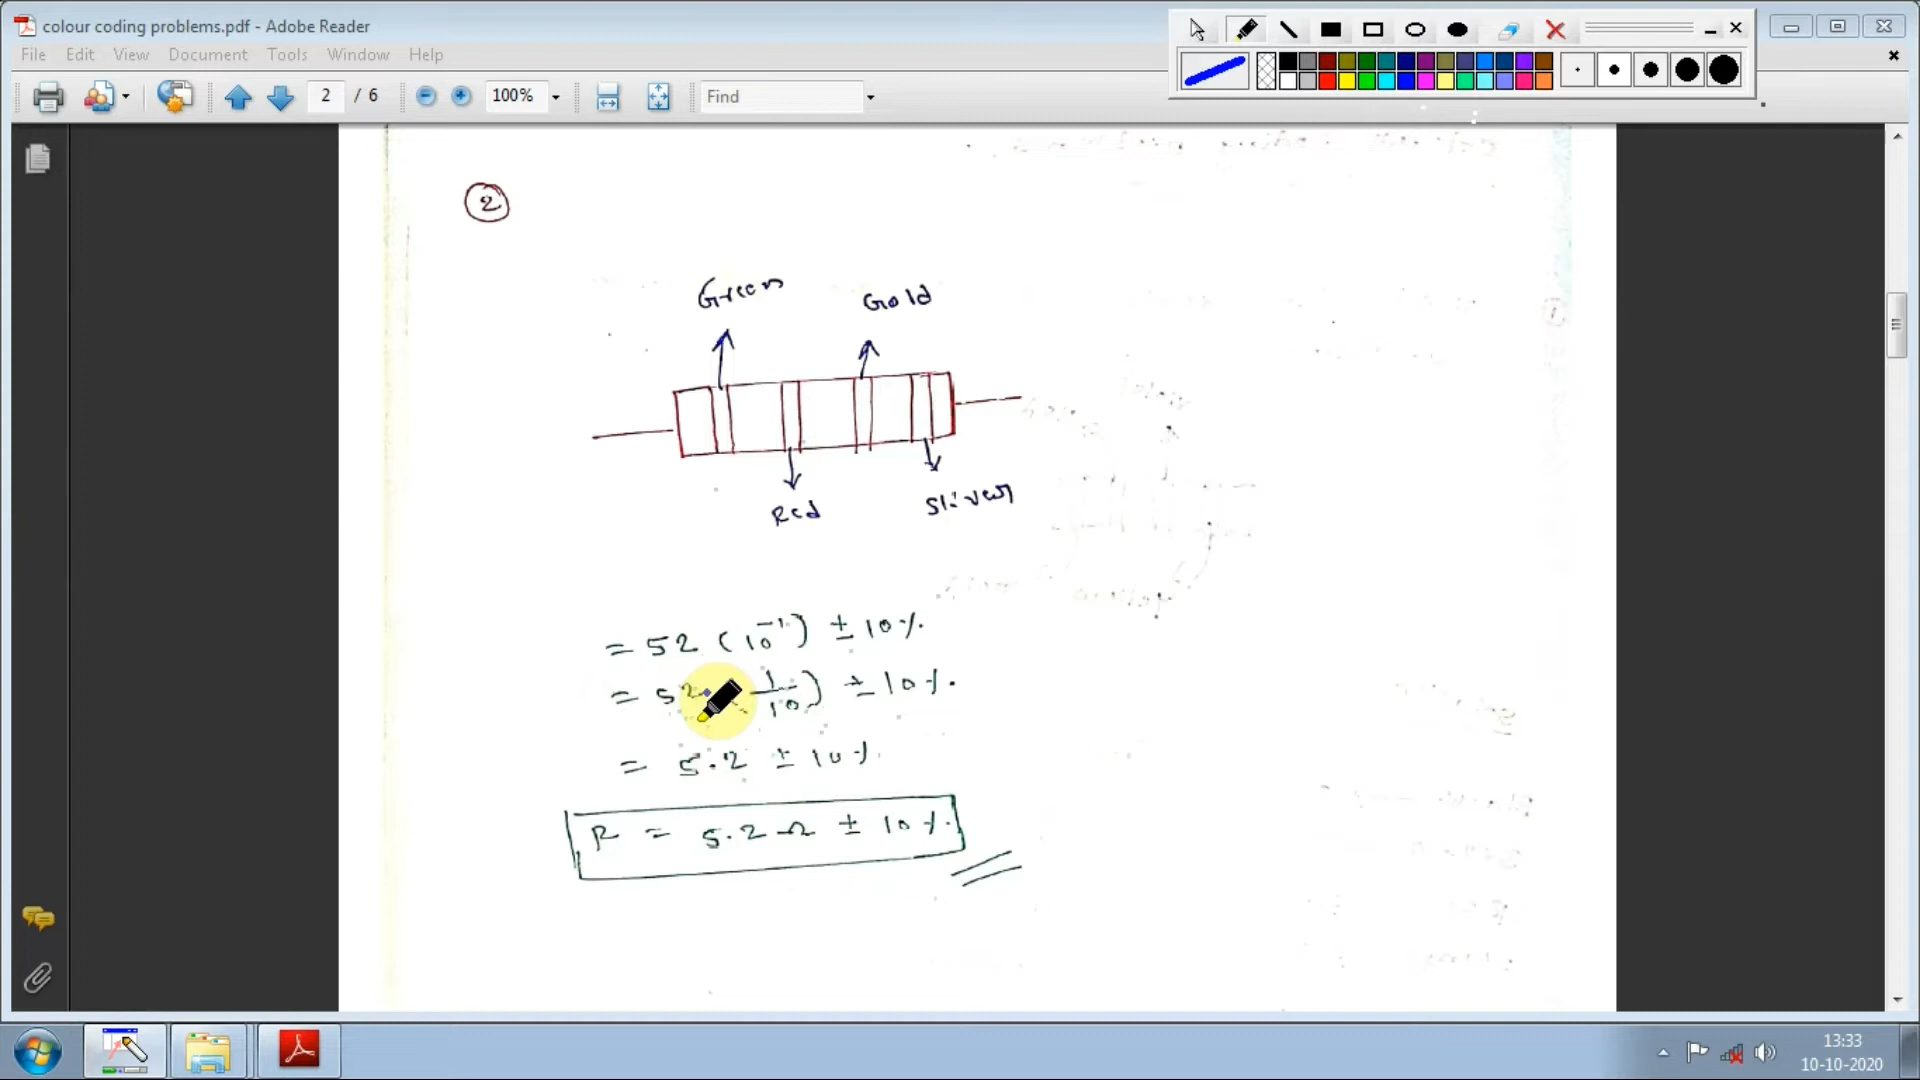 colour coding problems.pdf - Adobe Reader
File Edit View Document Tools Window Help
2 / 6 100% Find
2
Green Gold
Red Sliver
= 52 (10⁻¹) ± 10%
= 52 1/10) ± 10%.
= 5.2 ± 10%
R = 5.2 Ω ± 10%.
13:33
10-10-2020